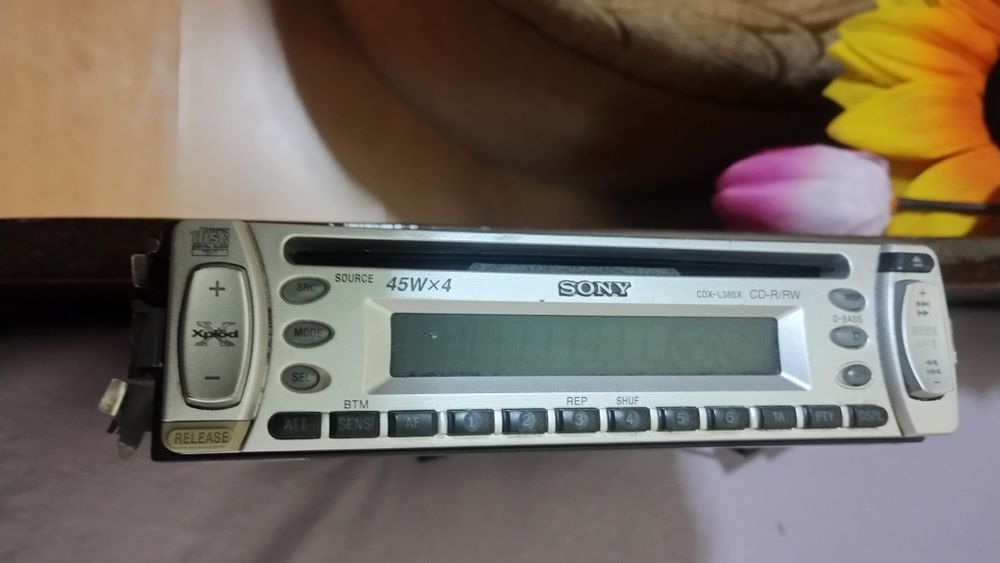 DISC
SOURCE
45W×4
SONY
CDX-L380X
CD-R/RW
SRC
+
Xplod
−
MODE
D-BASS
D
SEL
BTM
REP
SHUF
ATT
SENS
AF
1
2
3
4
5
6
TA
PTY
DSPL
RELEASE
+
−